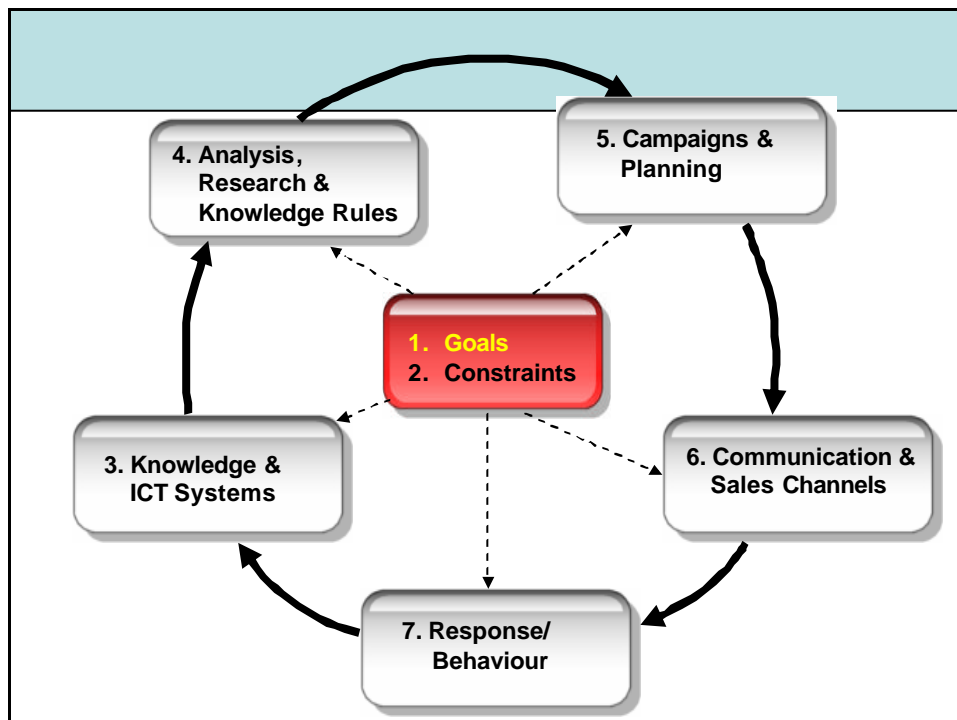 4. Analysis,
Research &
Knowledge Rules
5. Campaigns &
Planning
1. Goals
2. Constraints
3. Knowledge &
ICT Systems
6. Communication &
Sales Channels
7. Response/
Behaviour